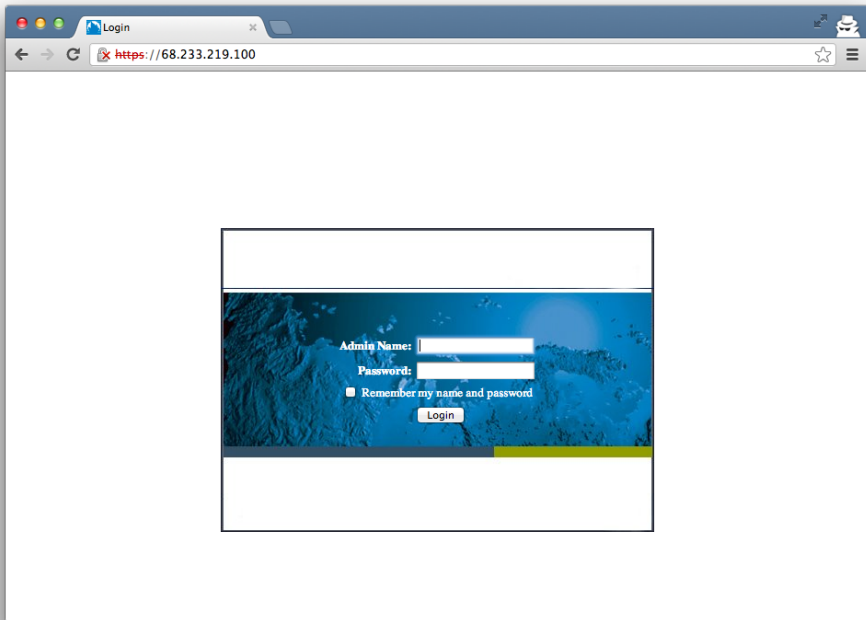 Login
https://68.233.219.100
Admin Name:
Password:
Remember my name and password
Login